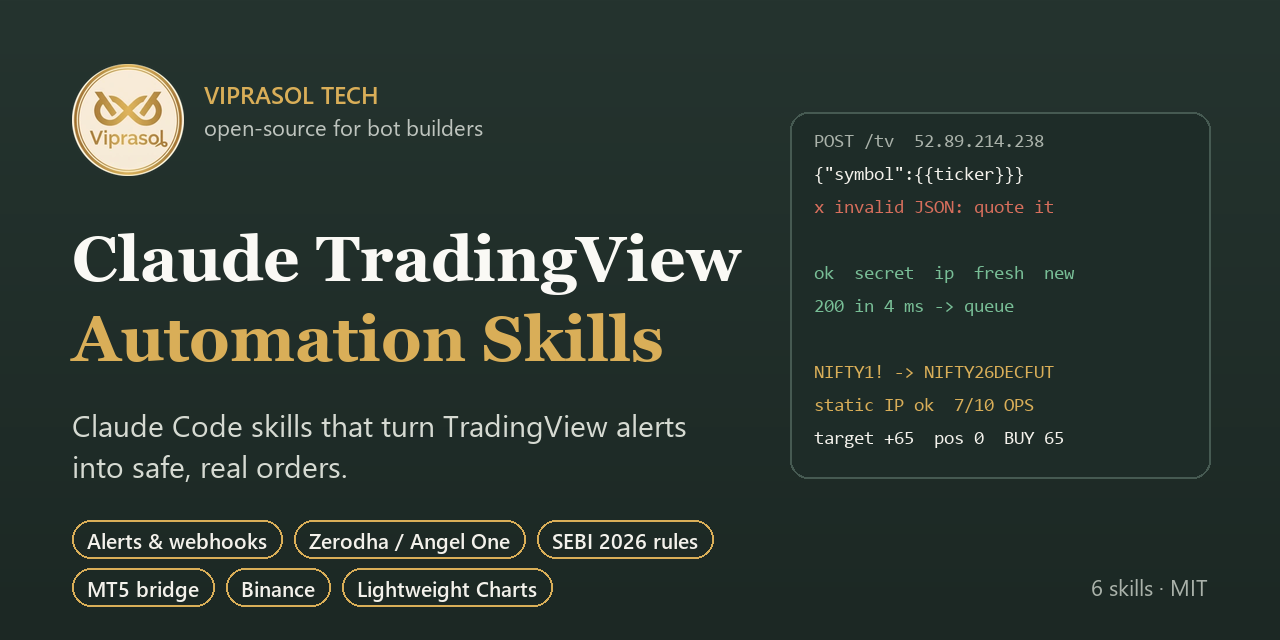 Viprasol
VIPRASOL TECH
open-source for bot builders
Claude TradingView
Automation Skills
Claude Code skills that turn TradingView alerts
into safe, real orders.
Alerts & webhooks
Zerodha / Angel One
SEBI 2026 rules
MT5 bridge
Binance
Lightweight Charts
POST /tv  52.89.214.238
{"symbol":{{ticker}}}
x invalid JSON: quote it
ok  secret  ip  fresh  new
200 in 4 ms -> queue
NIFTY1! -> NIFTY26DECFUT
static IP ok  7/10 OPS
target +65  pos 0  BUY 65
6 skills · MIT